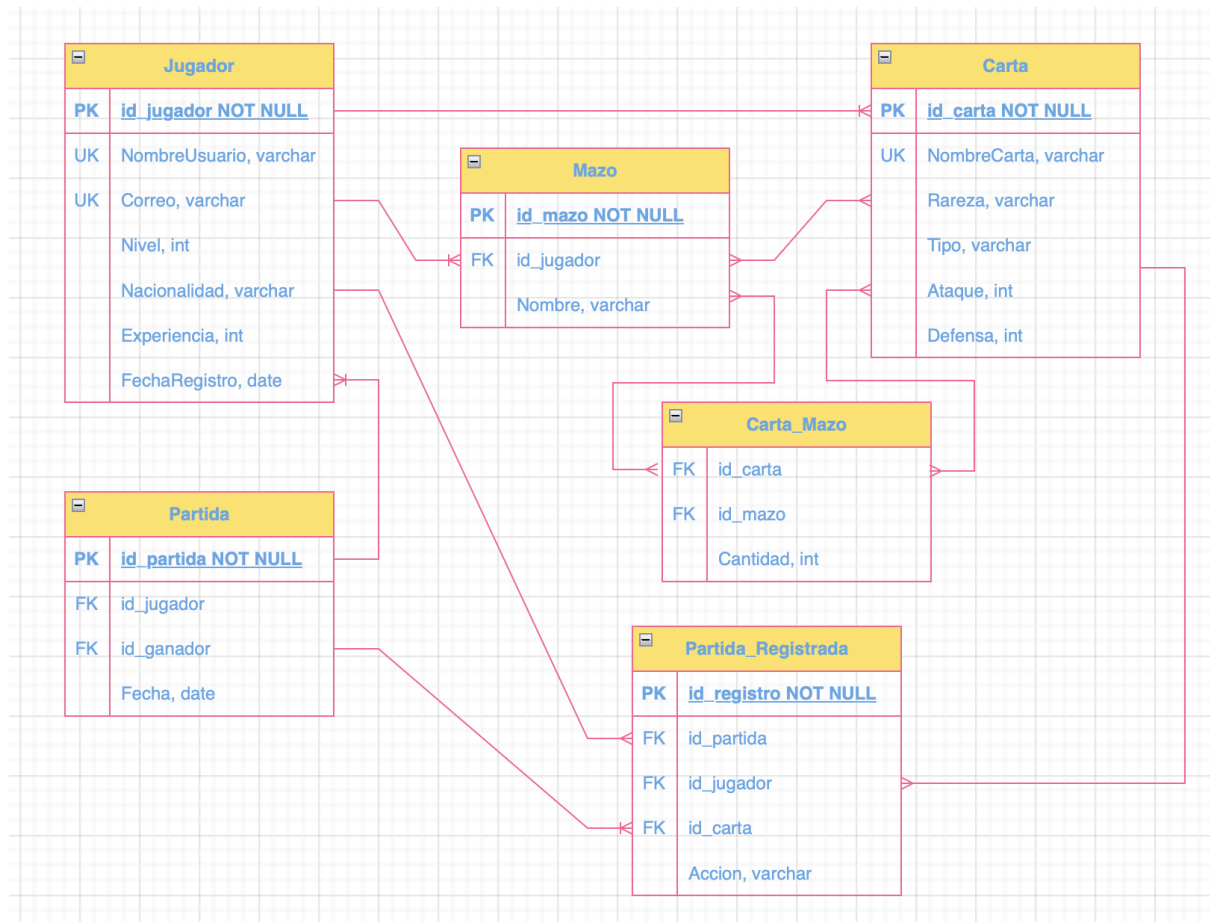 Jugador
PK id_jugador NOT NULL
UK NombreUsuario, varchar
UK Correo, varchar
Nivel, int
Nacionalidad, varchar
Experiencia, int
FechaRegistro, date
Mazo
PK id_mazo NOT NULL
FK id_jugador
Nombre, varchar
Carta
PK id_carta NOT NULL
UK NombreCarta, varchar
Rareza, varchar
Tipo, varchar
Ataque, int
Defensa, int
Carta_Mazo
FK id_carta
FK id_mazo
Cantidad, int
Partida
PK id_partida NOT NULL
FK id_jugador
FK id_ganador
Fecha, date
Partida_Registrada
PK id_registro NOT NULL
FK id_partida
FK id_jugador
FK id_carta
Accion, varchar